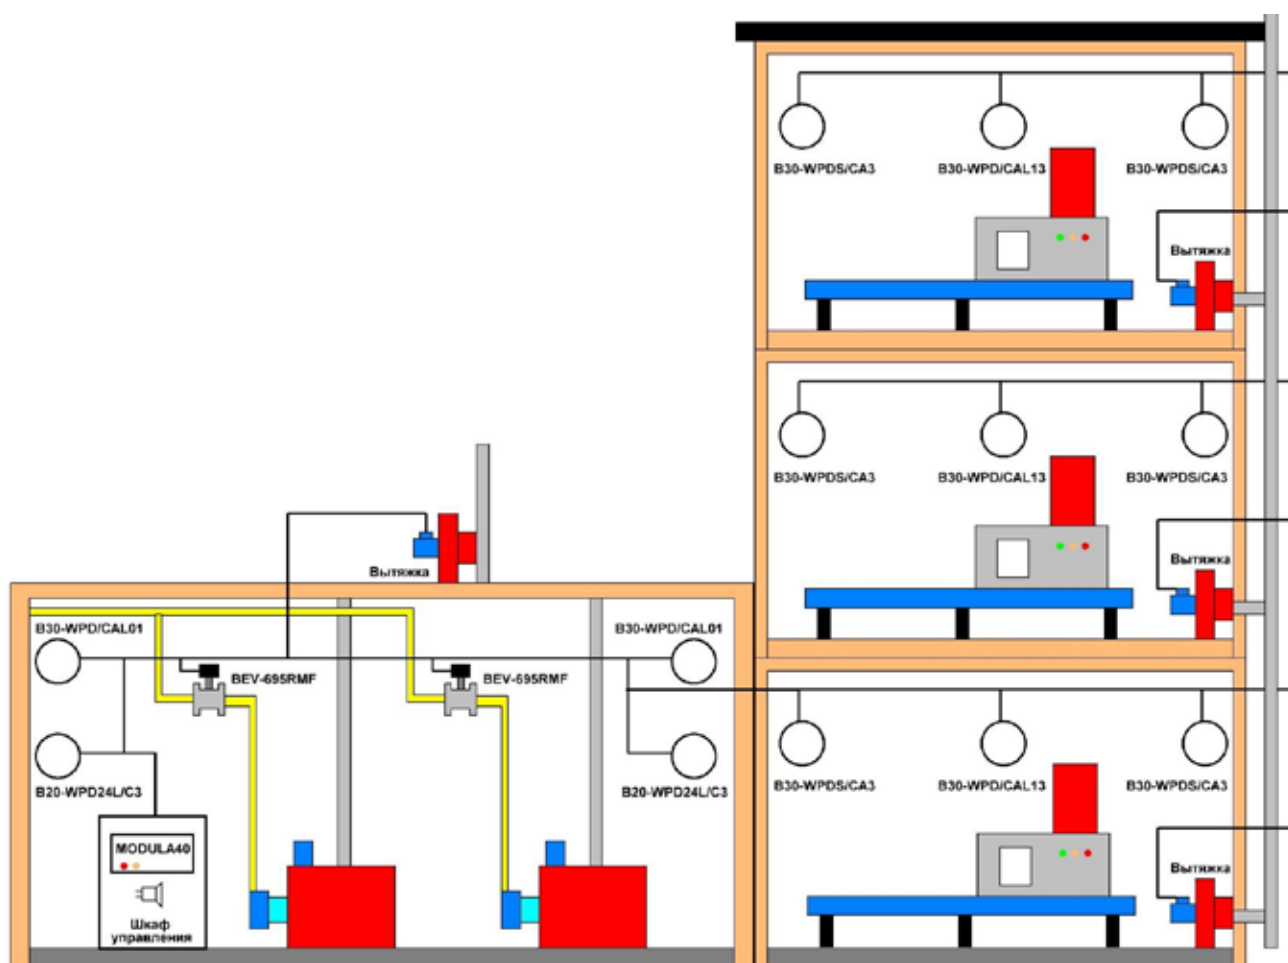 B30-WPDS/CA3
B30-WPD/CAL13
B30-WPDS/CA3
Вытяжка
B30-WPDS/CA3
B30-WPD/CAL13
B30-WPDS/CA3
Вытяжка
Вытяжка
B30-WPD/CAL01
B30-WPD/CAL01
BEV-695RMF
BEV-695RMF
B20-WPD24L/C3
B20-WPD24L/C3
B30-WPDS/CA3
B30-WPD/CAL13
B30-WPDS/CA3
MODULA40
Вытяжка
Шкаф
управления